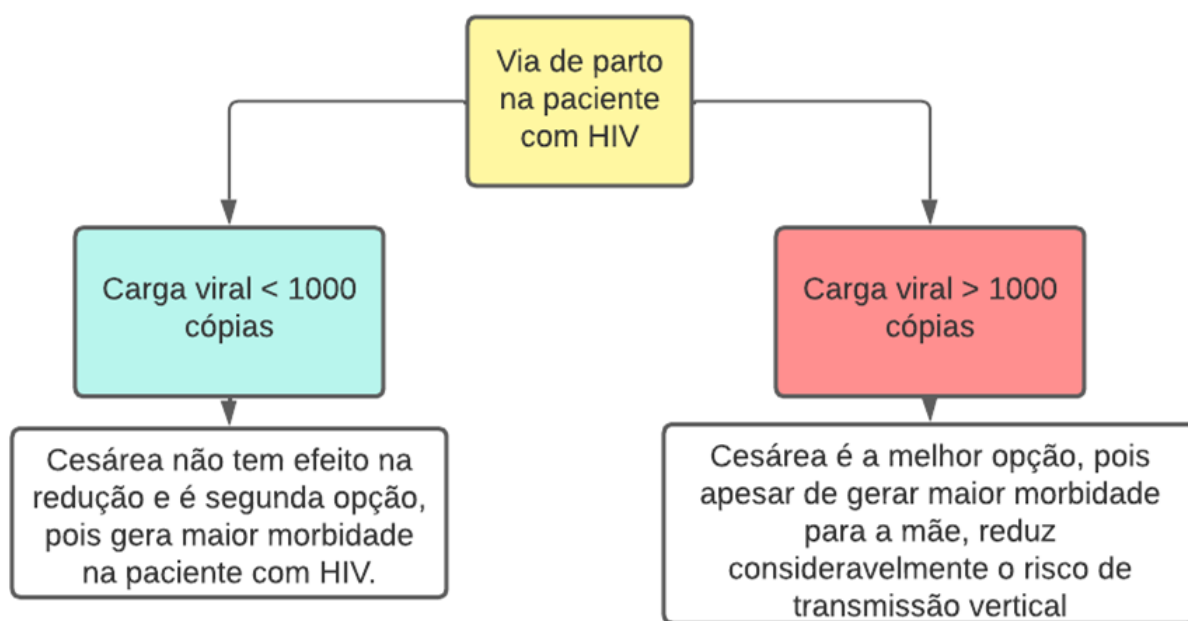 Via de parto
na paciente
com HIV
Carga viral < 1000
cópias
Carga viral > 1000
cópias
Cesárea não tem efeito na
redução e é segunda opção,
pois gera maior morbidade
na paciente com HIV.
Cesárea é a melhor opção, pois
apesar de gerar maior morbidade
para a mãe, reduz
consideravelmente o risco de
transmissão vertical